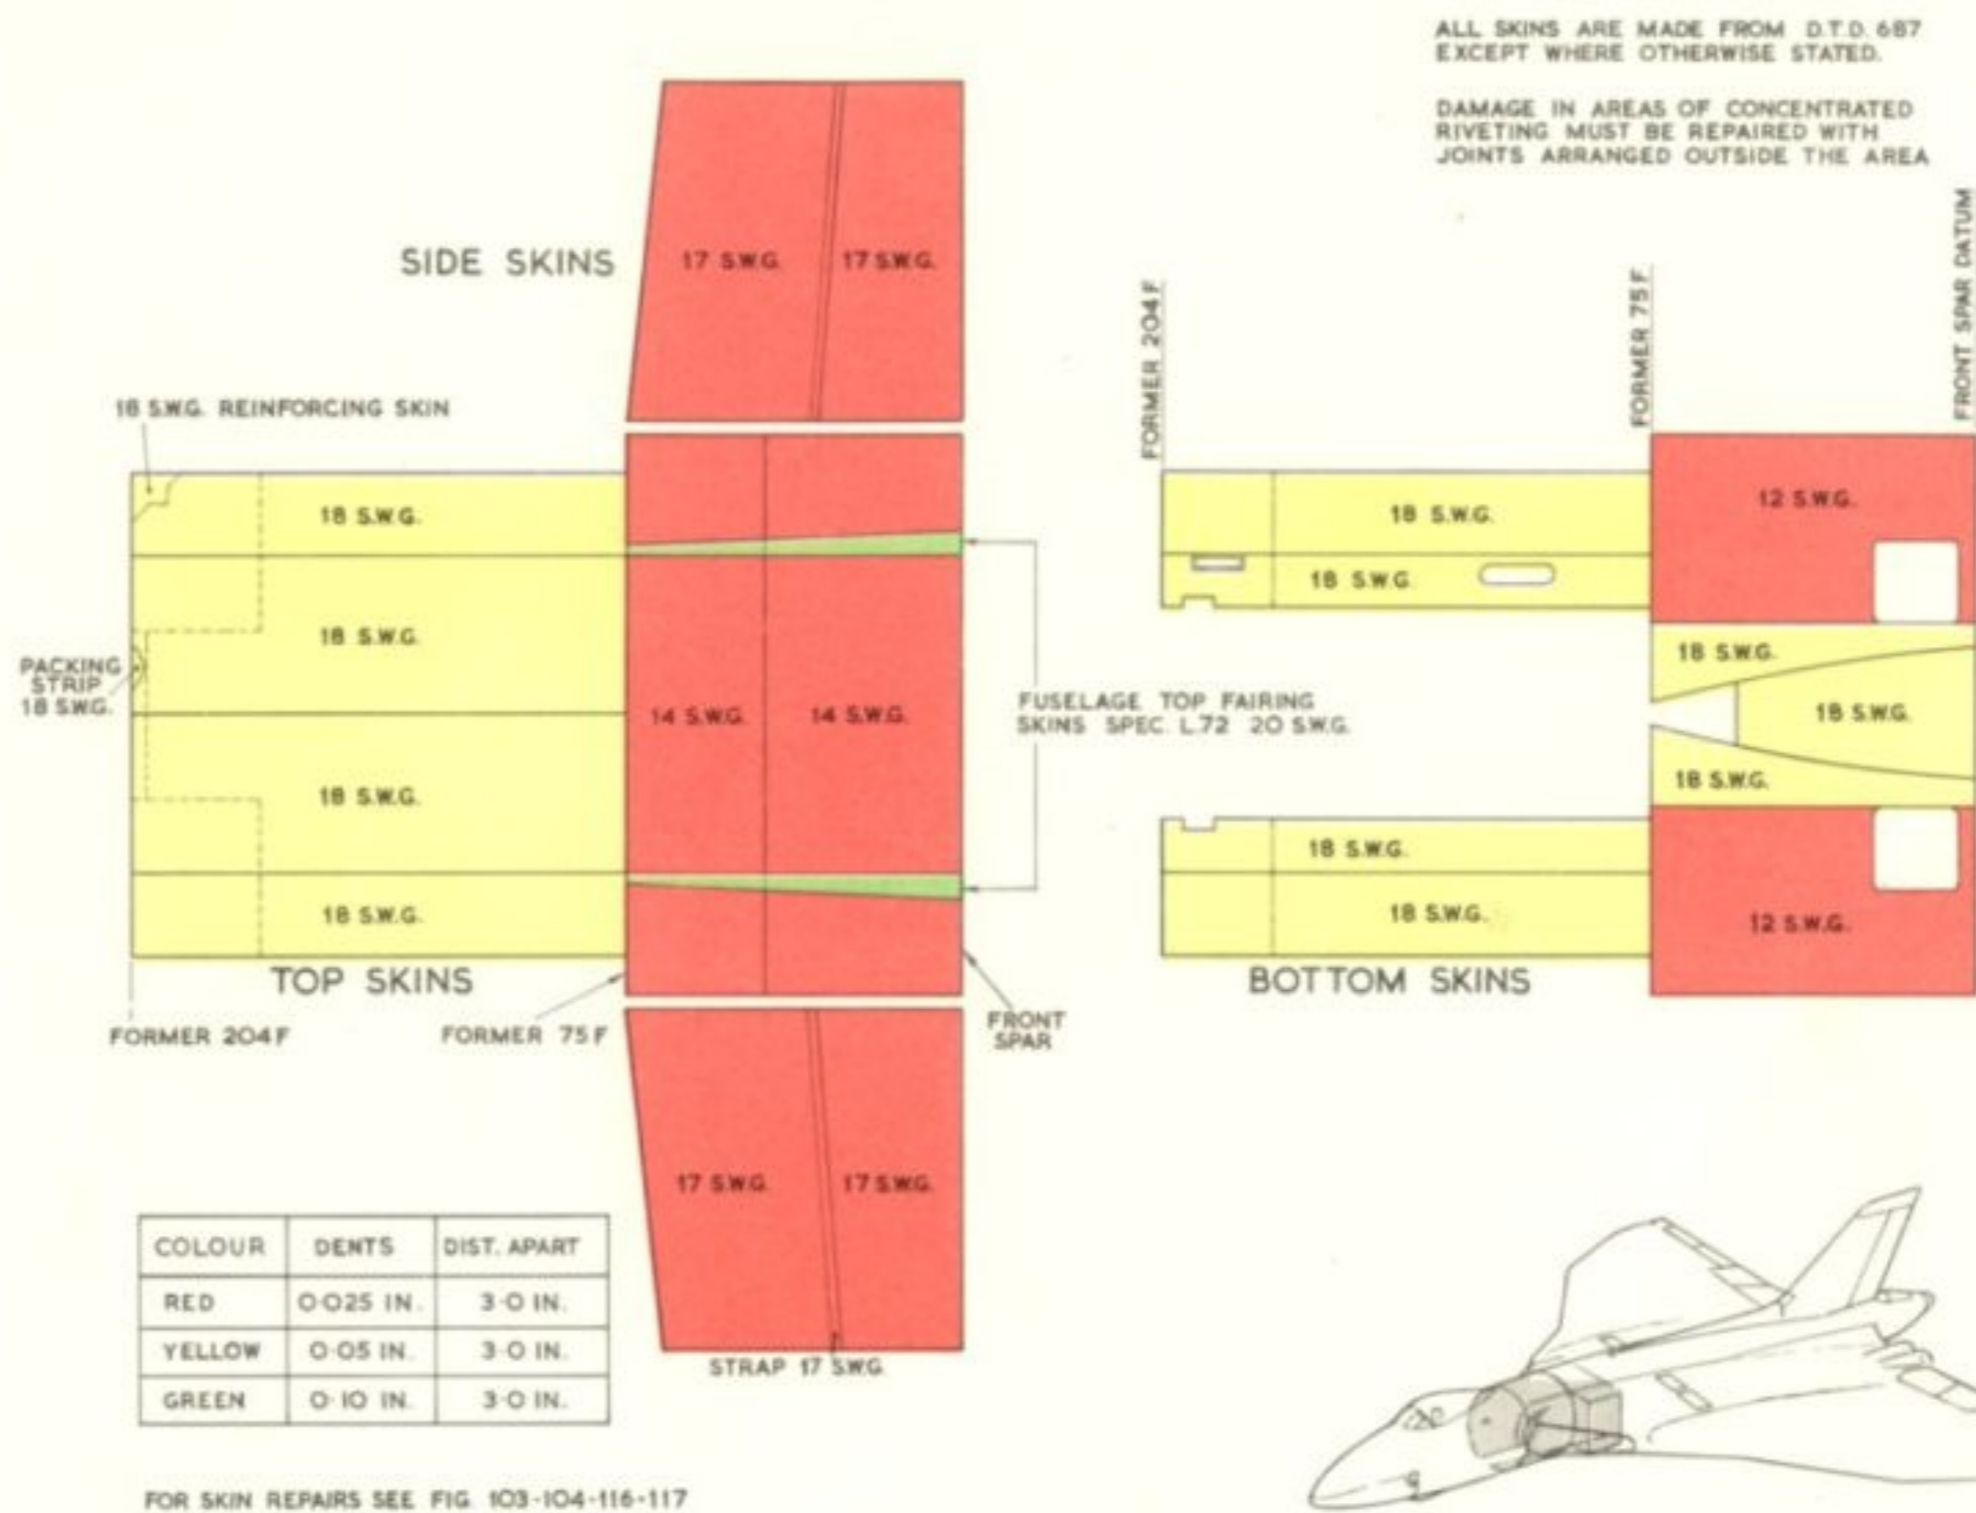 ALL SKINS ARE MADE FROM D.T.D. 687
EXCEPT WHERE OTHERWISE STATED.
DAMAGE IN AREAS OF CONCENTRATED
RIVETING MUST BE REPAIRED WITH
JOINTS ARRANGED OUTSIDE THE AREA
SIDE SKINS
17 S.W.G.
17 S.W.G.
FORMER 204F
FORMER 75F
FRONT SPAR DATUM
18 S.W.G. REINFORCING SKIN
18 S.W.G.
18 S.W.G.
18 S.W.G.
18 S.W.G.
PACKING
STRIP
18 S.W.G.
14 S.W.G.
14 S.W.G.
FUSELAGE TOP FAIRING
SKINS SPEC. L.72 20 S.W.G.
TOP SKINS
FORMER 204F
FORMER 75F
FRONT
SPAR
18 S.W.G.
18 S.W.G.
12 S.W.G.
18 S.W.G.
18 S.W.G.
18 S.W.G.
18 S.W.G.
18 S.W.G.
12 S.W.G.
BOTTOM SKINS
17 S.W.G.
17 S.W.G.
STRAP 17 S.W.G.
COLOUR DENTS DIST. APART
RED 0·025 IN. 3·0 IN.
YELLOW 0·05 IN. 3·0 IN.
GREEN 0·10 IN. 3·0 IN.
FOR SKIN REPAIRS SEE FIG. 103-104-116-117